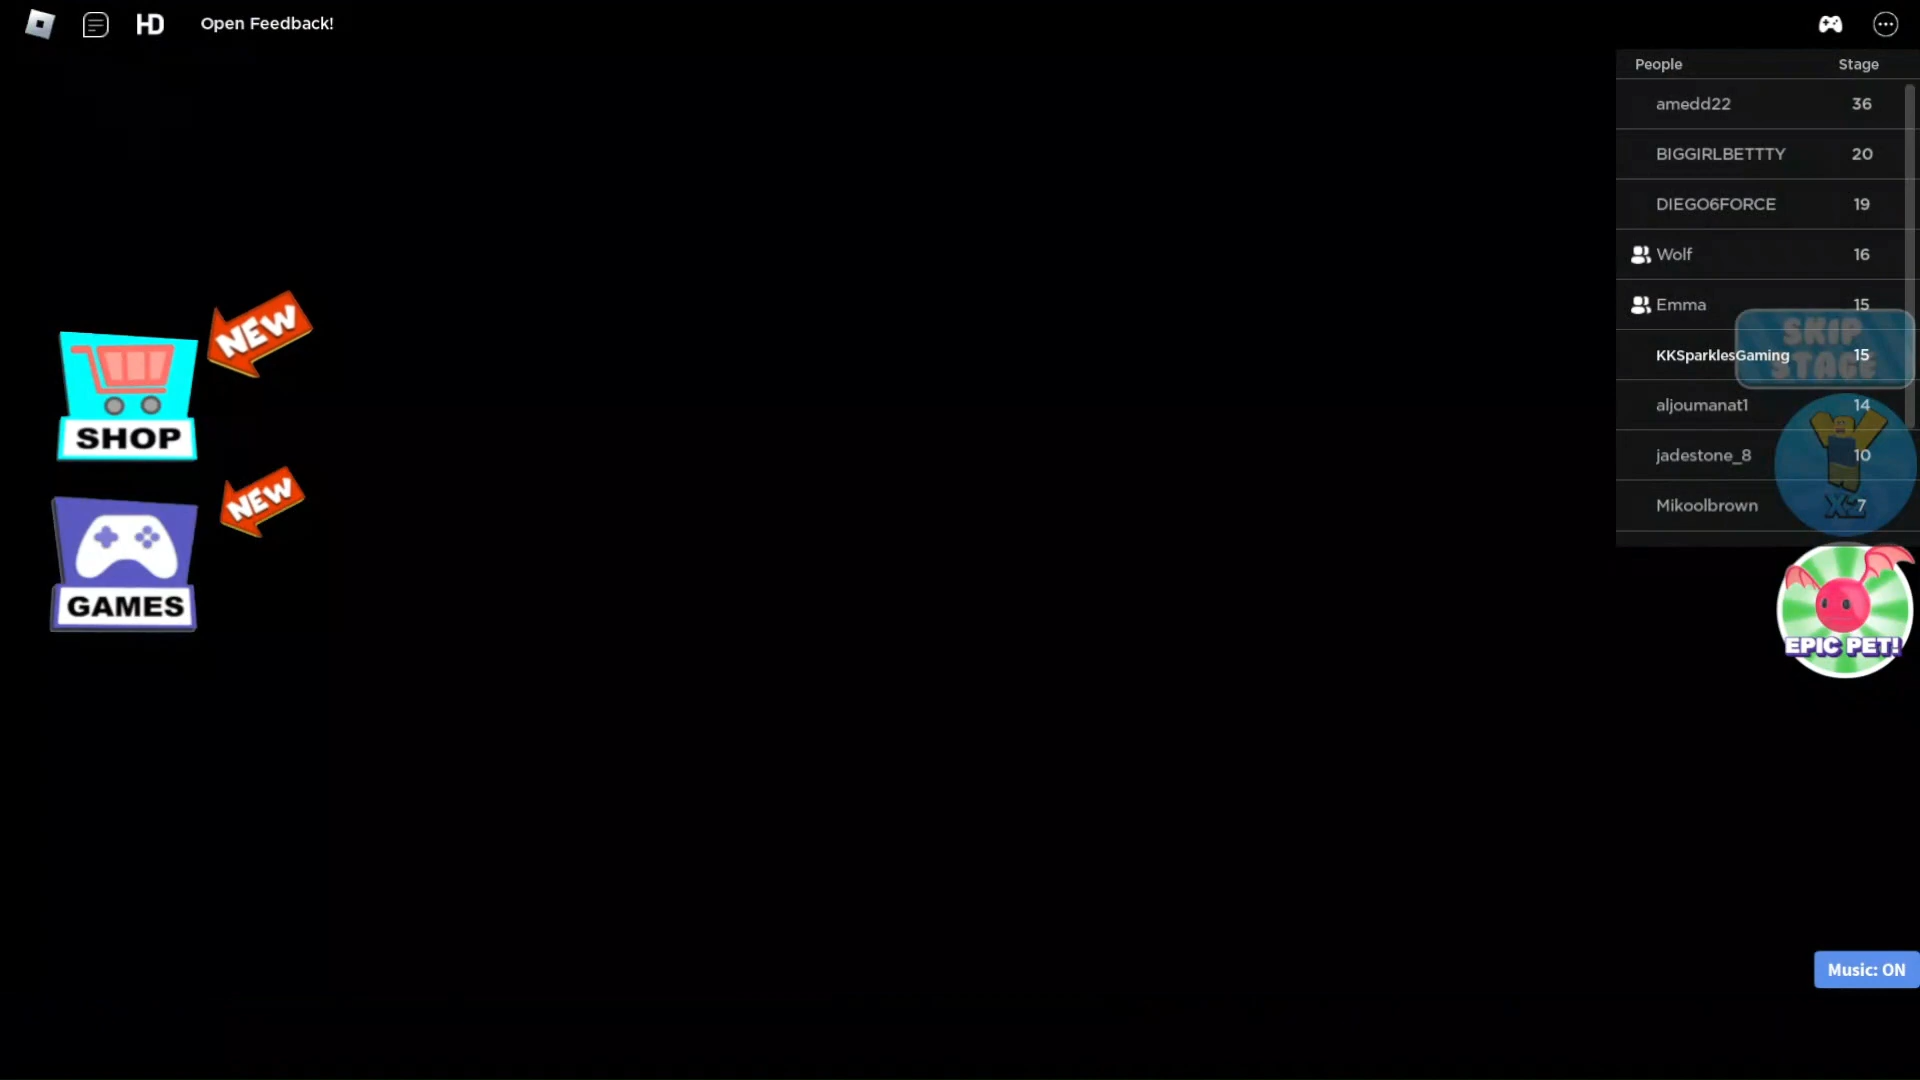 HD Open Feedback!
People Stage
amedd22 36
BIGGIRLBETTTY 20
DIEGO6FORCE 19
Wolf 16
Emma 15
KKSparklesGaming 15
aljoumanat1 14
jadestone_8 10
Mikoolbrown 7
SKIP
STAGE
X2
EPIC PET!
NEW
SHOP
NEW
GAMES
Music: ON